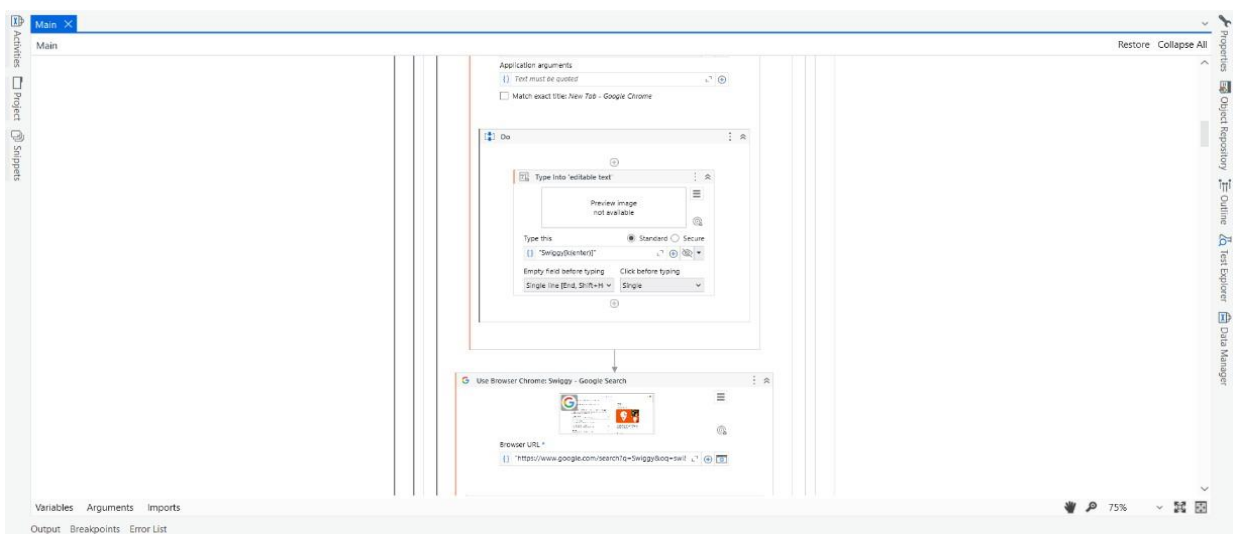 Main
Main
Restore Collapse All
Activities
Project
Snippets
Properties
Object Repository
Outline
Test Explorer
Data Manager
Application arguments
Text must be quoted
Match exact title: New Tab - Google Chrome
Do
Type Into 'editable text'
Preview image
not available
Type this Standard Secure
"Swiggy[k(enter)]"
Empty field before typing Click before typing
Single line [End, Shift+H Single
Use Browser Chrome: Swiggy - Google Search
Browser URL *
"https://www.google.com/search?q=Swiggy&oq=swi
Variables Arguments Imports
75%
Output Breakpoints Error List